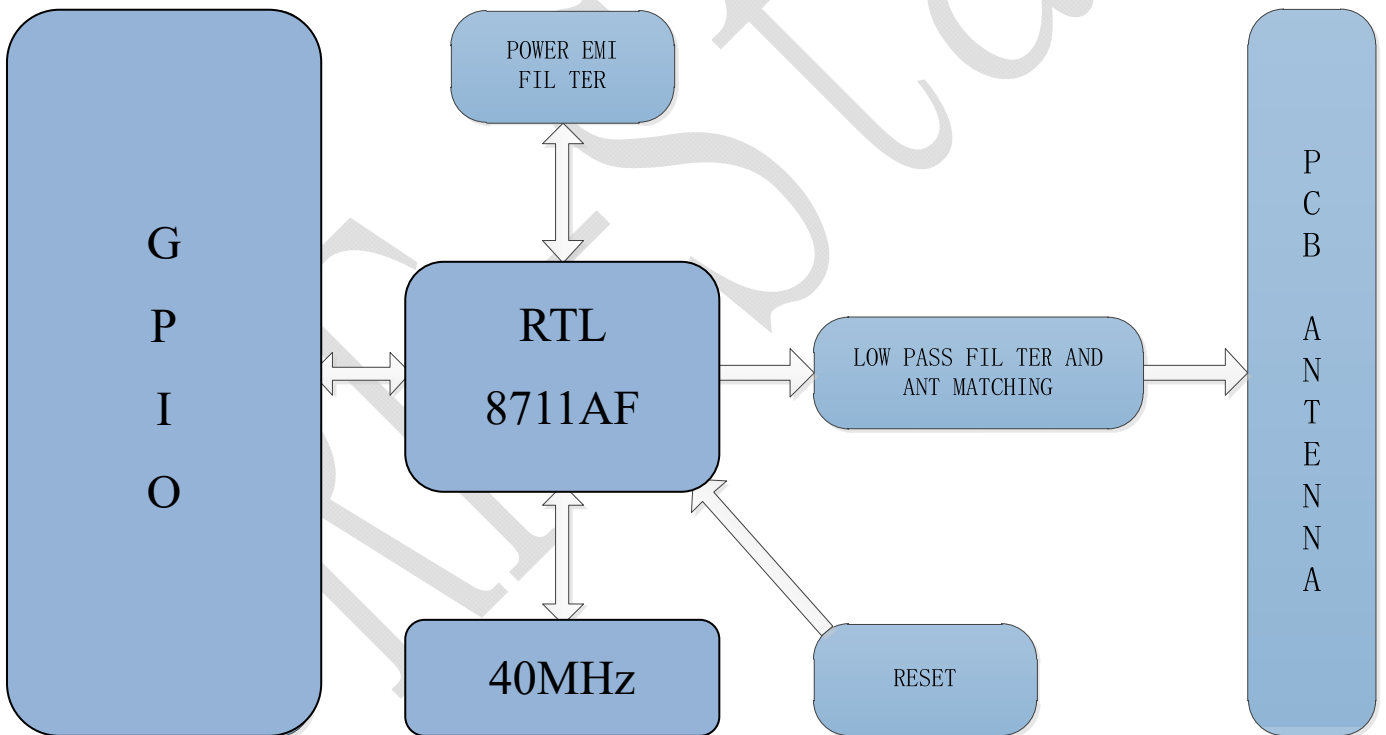 POWER EMI
FIL TER
G
P
I
O
RTL
8711AF
LOW PASS FIL TER AND
ANT MATCHING
P
C
B
A
N
T
E
N
N
A
40MHz
RESET